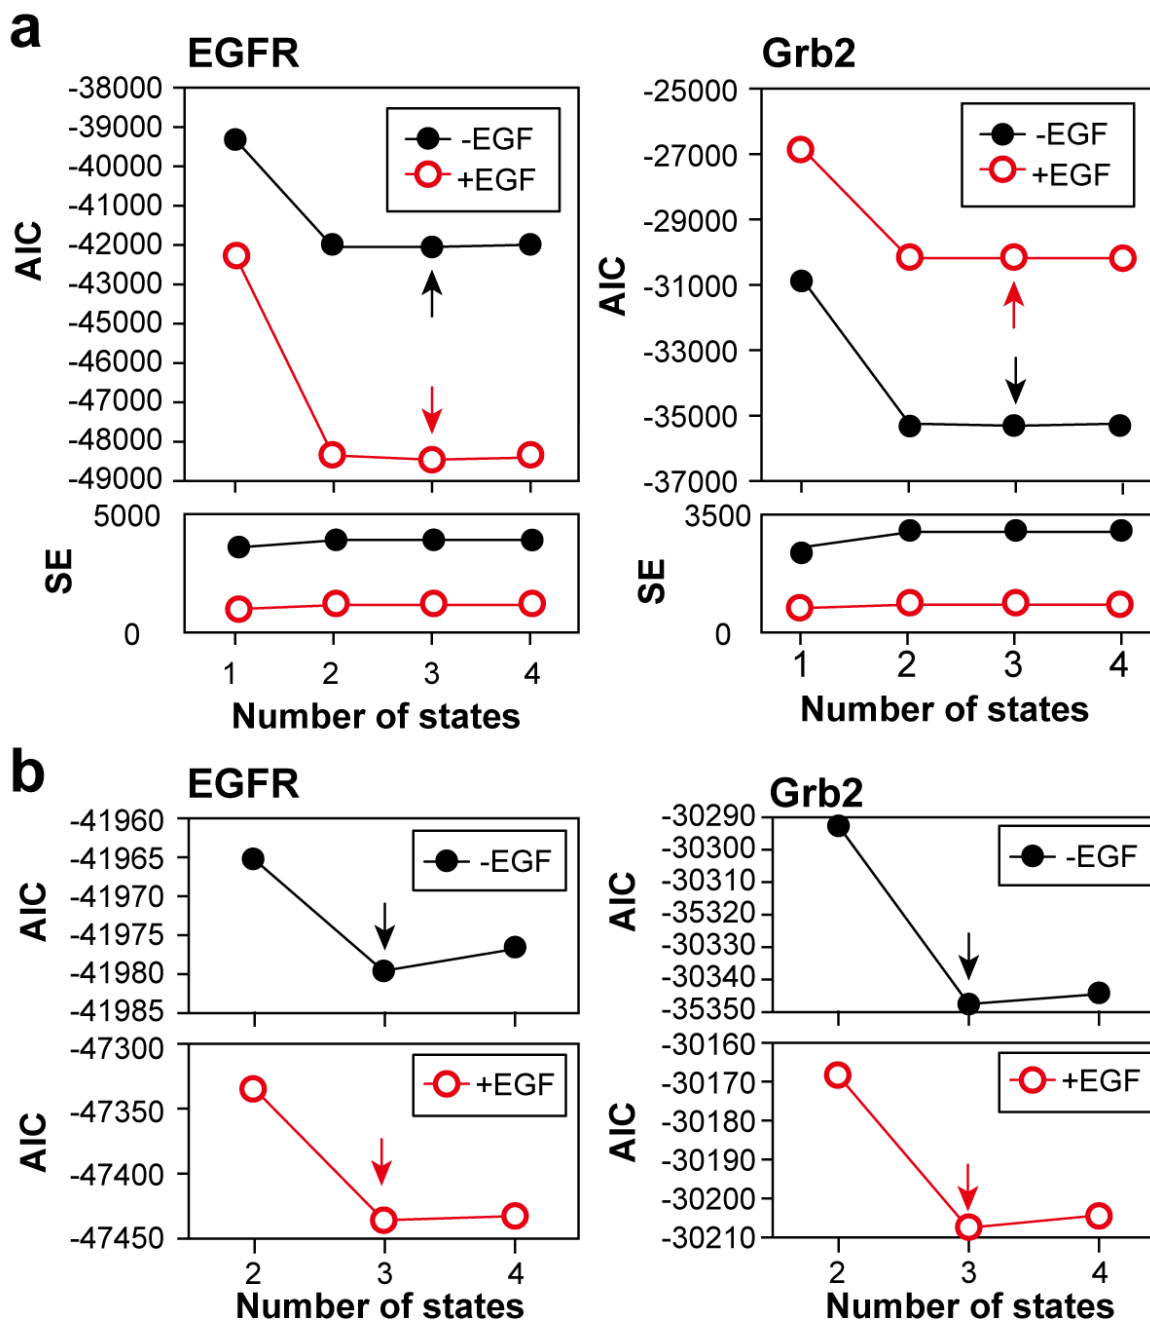 a
EGFR
-38000
-39000
-40000
-41000
-42000
-43000
-45000
-46000
-47000
-48000
-49000
AIC
-EGF
+EGF
5000
0
SE
1 2 3 4
Number of states
Grb2
-25000
-27000
-29000
-31000
-33000
-35000
-37000
AIC
-EGF
+EGF
3500
0
SE
1 2 3 4
Number of states
b
EGFR
-41960
-41965
-41970
-41975
-41980
-41985
AIC
-EGF
-47300
-47350
-47400
-47450
AIC
+EGF
2 3 4
Number of states
Grb2
-30290
-30300
-30310
-35320
-30330
-30340
-35350
AIC
-EGF
-30160
-30170
-30180
-30190
-30200
-30210
AIC
+EGF
2 3 4
Number of states